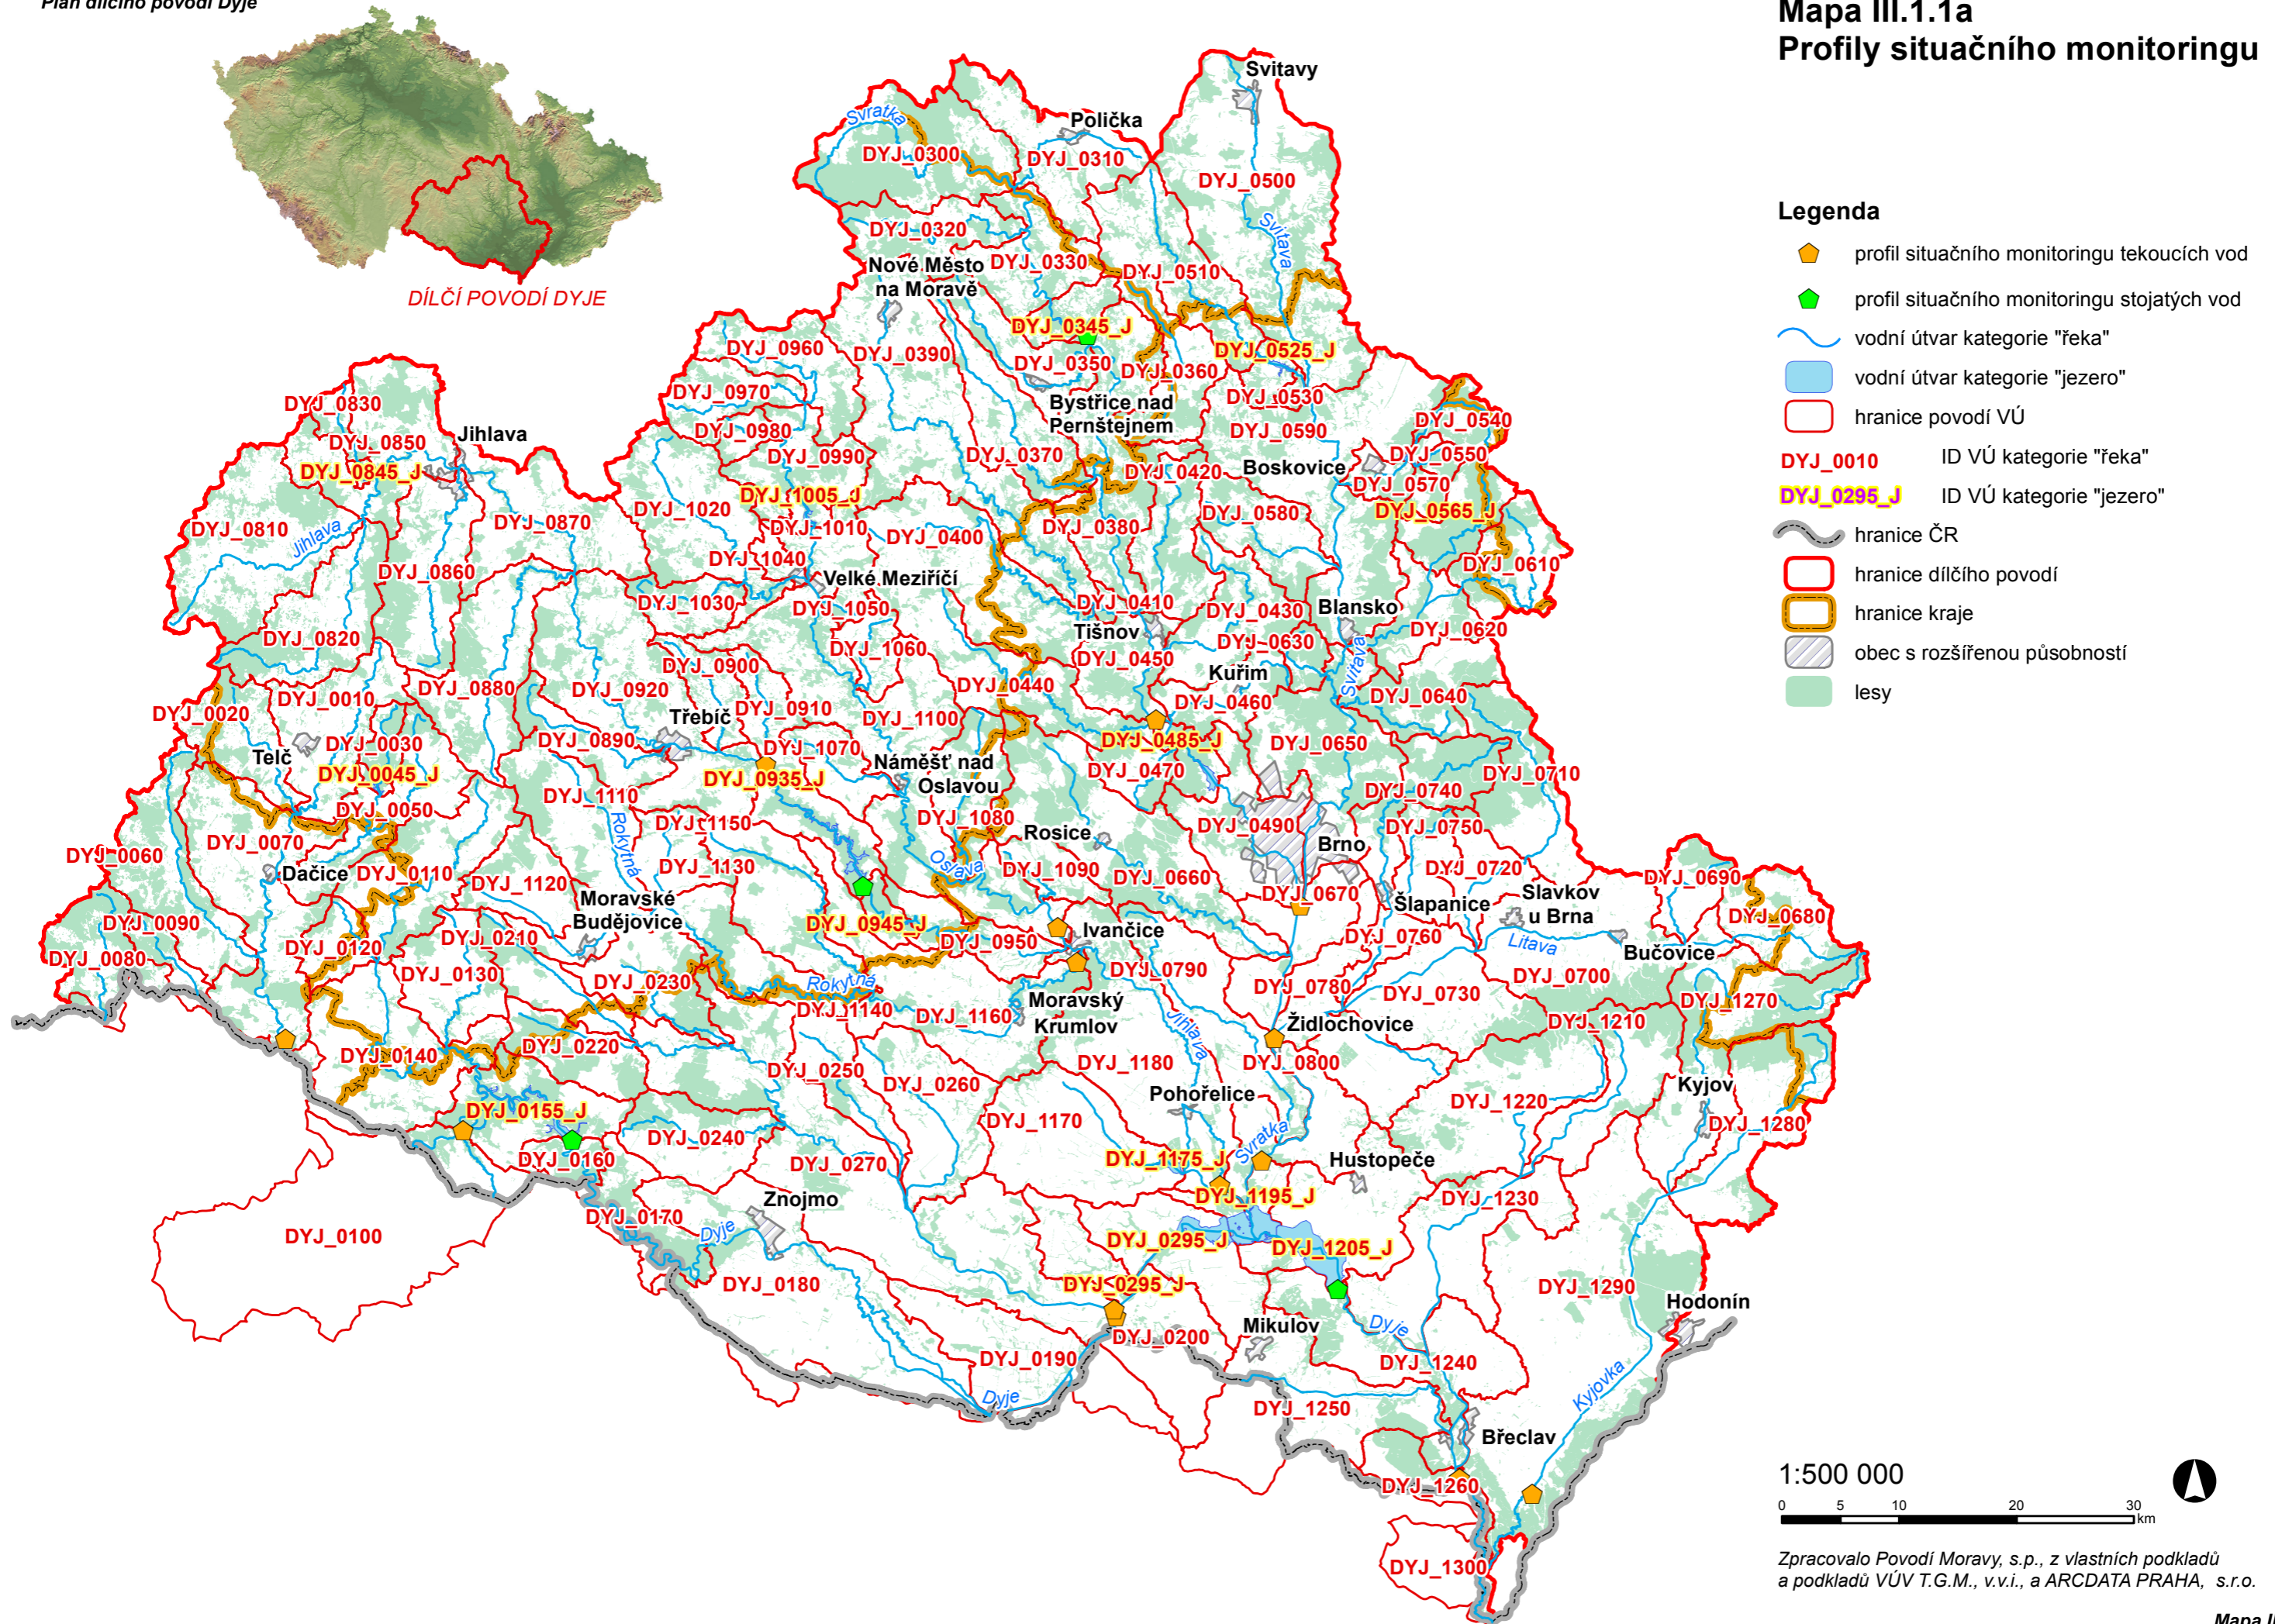 Plán dílčího povodí Dyje
Mapa III.1.1a
Profily situačního monitoringu
DÍLČÍ POVODÍ DYJE
Legenda
profil situačního monitoringu tekoucích vod
profil situačního monitoringu stojatých vod
vodní útvar kategorie "řeka"
vodní útvar kategorie "jezero"
hranice povodí VÚ
DYJ_0010 ID VÚ kategorie "řeka"
DYJ_0295_J ID VÚ kategorie "jezero"
hranice ČR
hranice dílčího povodí
hranice kraje
obec s rozšířenou působností
lesy
Svitavy
Svratka
Polička
DYJ_0300
DYJ_0310
DYJ_0500
DYJ_0320
Svitava
Nové Město
na Moravě
DYJ_0330
DYJ_0510
DYJ_0345_J
DYJ_0960
DYJ_0390
DYJ_0350
DYJ_0360
DYJ_0525_J
DYJ_0970
DYJ_0530
DYJ_0830
Bystřice nad
Pernštejnem
DYJ_0540
DYJ_0980
DYJ_0590
DYJ_0850
Jihlava
DYJ_0845_J
DYJ_0990
DYJ_0370
DYJ_0420
Boskovice
DYJ_0550
DYJ_0570
DYJ_1005_J
DYJ_1020
DYJ_0565_J
DYJ_0810
Jihlava
DYJ_0870
DYJ_1010
DYJ_0400
DYJ_0380
DYJ_0580
DYJ_0860
DYJ_1040
Velké Meziříčí
DYJ_0610
DYJ_1030
DYJ_1050
DYJ_0410
DYJ_0430
Blansko
DYJ_0820
DYJ_1060
Tišnov
DYJ_0630
DYJ_0620
DYJ_0450
Kuřim
Svitava
DYJ_0010
DYJ_0880
DYJ_0920
DYJ_0900
DYJ_0440
DYJ_0460
DYJ_0640
DYJ_0020
Třebíč
DYJ_0910
DYJ_1100
Telč
DYJ_0030
DYJ_0890
DYJ_1070
DYJ_0485_J
DYJ_0650
DYJ_0045_J
DYJ_0935_J
Náměšť nad
Oslavou
DYJ_0470
DYJ_0710
DYJ_0050
DYJ_1110
DYJ_0740
DYJ_0070
Rokytná
DYJ_1150
DYJ_1080
Rosice
DYJ_0490
Brno
DYJ_0750
DYJ_0060
Dačice
DYJ_0110
DYJ_1120
DYJ_1130
Oslava
DYJ_1090
DYJ_0660
DYJ_0720
DYJ_0690
DYJ_0090
Moravské
Budějovice
DYJ_0670
Šlapanice
Slavkov
u Brna
DYJ_0680
DYJ_0945_J
DYJ_0080
DYJ_0120
DYJ_0210
DYJ_0950
Ivančice
DYJ_0760
Litava
Bučovice
DYJ_0130
DYJ_0230
Rokytná
DYJ_0790
DYJ_0780
DYJ_0730
DYJ_0700
DYJ_1270
DYJ_1140
DYJ_1160
Moravský
Krumlov
Jihlava
Židlochovice
DYJ_1210
DYJ_0140
DYJ_0220
DYJ_0250
DYJ_0260
DYJ_1180
DYJ_0800
Kyjov
Pohořelice
DYJ_1220
DYJ_0155_J
DYJ_0240
DYJ_1170
DYJ_1280
DYJ_0160
DYJ_0270
DYJ_1175_J
Svratka
Hustopeče
DYJ_0100
DYJ_0170
Znojmo
Dyje
DYJ_1195_J
DYJ_1230
DYJ_0295_J
DYJ_1205_J
DYJ_0180
DYJ_0295_J
DYJ_1290
Hodonín
Mikulov
Dyje
DYJ_0200
DYJ_0190
DYJ_1240
Kyjovka
Dyje
DYJ_1250
Břeclav
DYJ_1260
DYJ_1300
1:500 000
0 5 10 20 30
km
Zpracovalo Povodí Moravy, s.p., z vlastních podkladů
a podkladů VÚV T.G.M., v.v.i., a ARCDATA PRAHA, s.r.o.